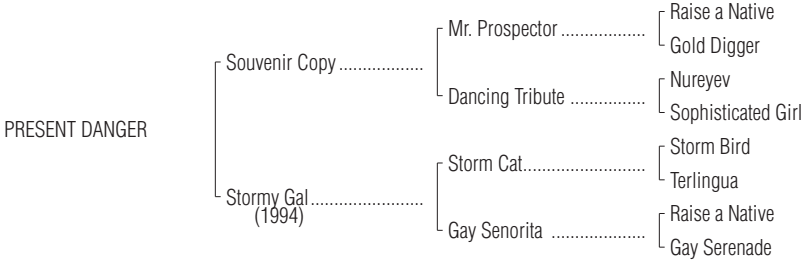 Raise a Native
Mr. Prospector ...................
Gold Digger
Souvenir Copy ...................
Nureyev
Dancing Tribute .................
Sophisticated Girl
PRESENT DANGER
Storm Bird
Storm Cat...........................
Terlingua
Stormy Gal.........................
(1994)
Raise a Native
Gay Senorita .....................
Gay Serenade